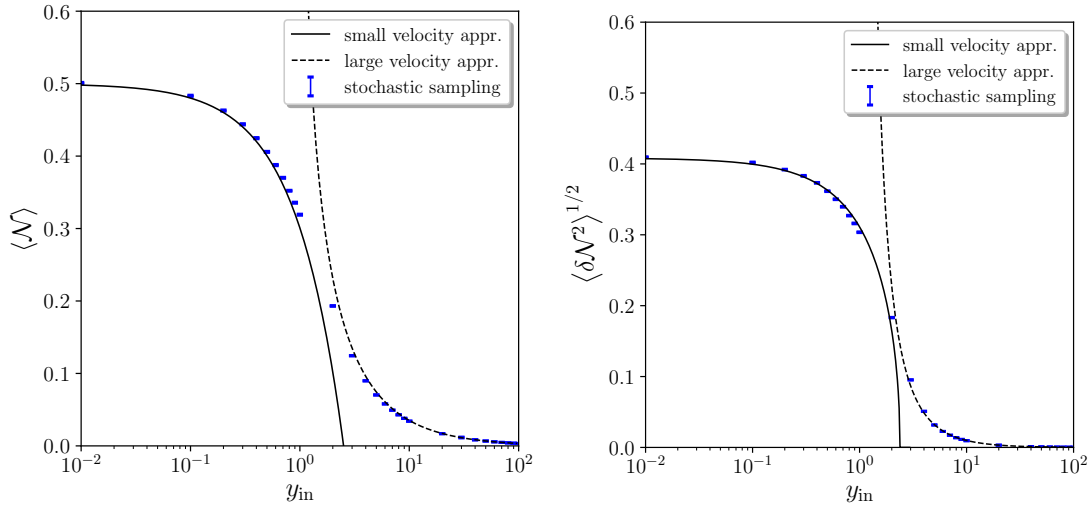 0.6
0.5
0.4
0.3
0.2
0.1
0.0
⟨𝒩⟩
small velocity appr.
large velocity appr.
stochastic sampling
10⁻² 10⁻¹ 10⁰ 10¹ 10²
y_in
0.6
0.5
0.4
0.3
0.2
0.1
0.0
⟨δ𝒩²⟩^{1/2}
small velocity appr.
large velocity appr.
stochastic sampling
10⁻² 10⁻¹ 10⁰ 10¹ 10²
y_in